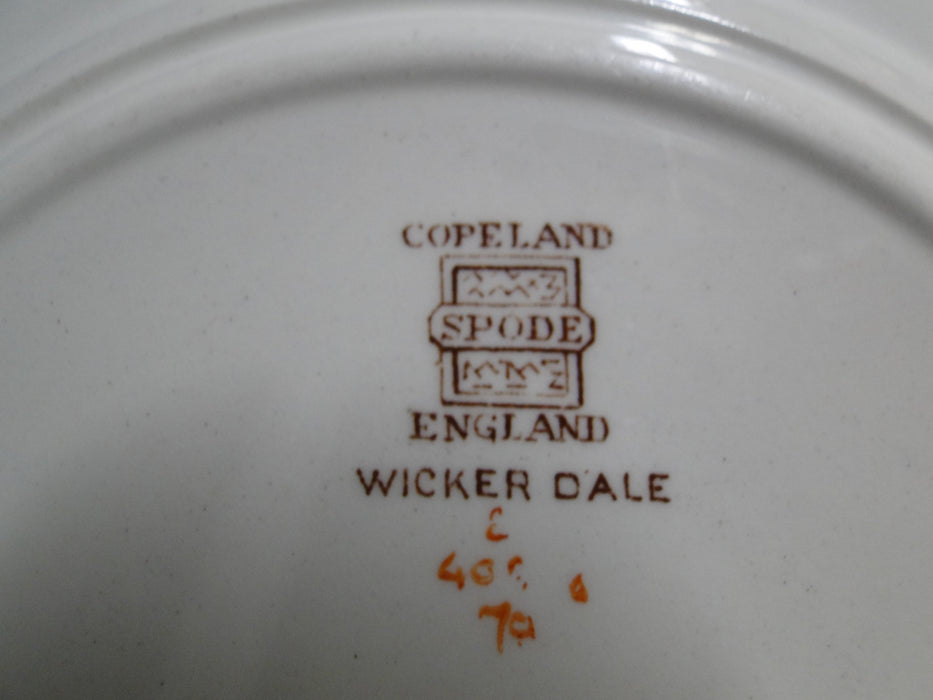 COPELAND
SPODE
ENGLAND
WICKER DALE